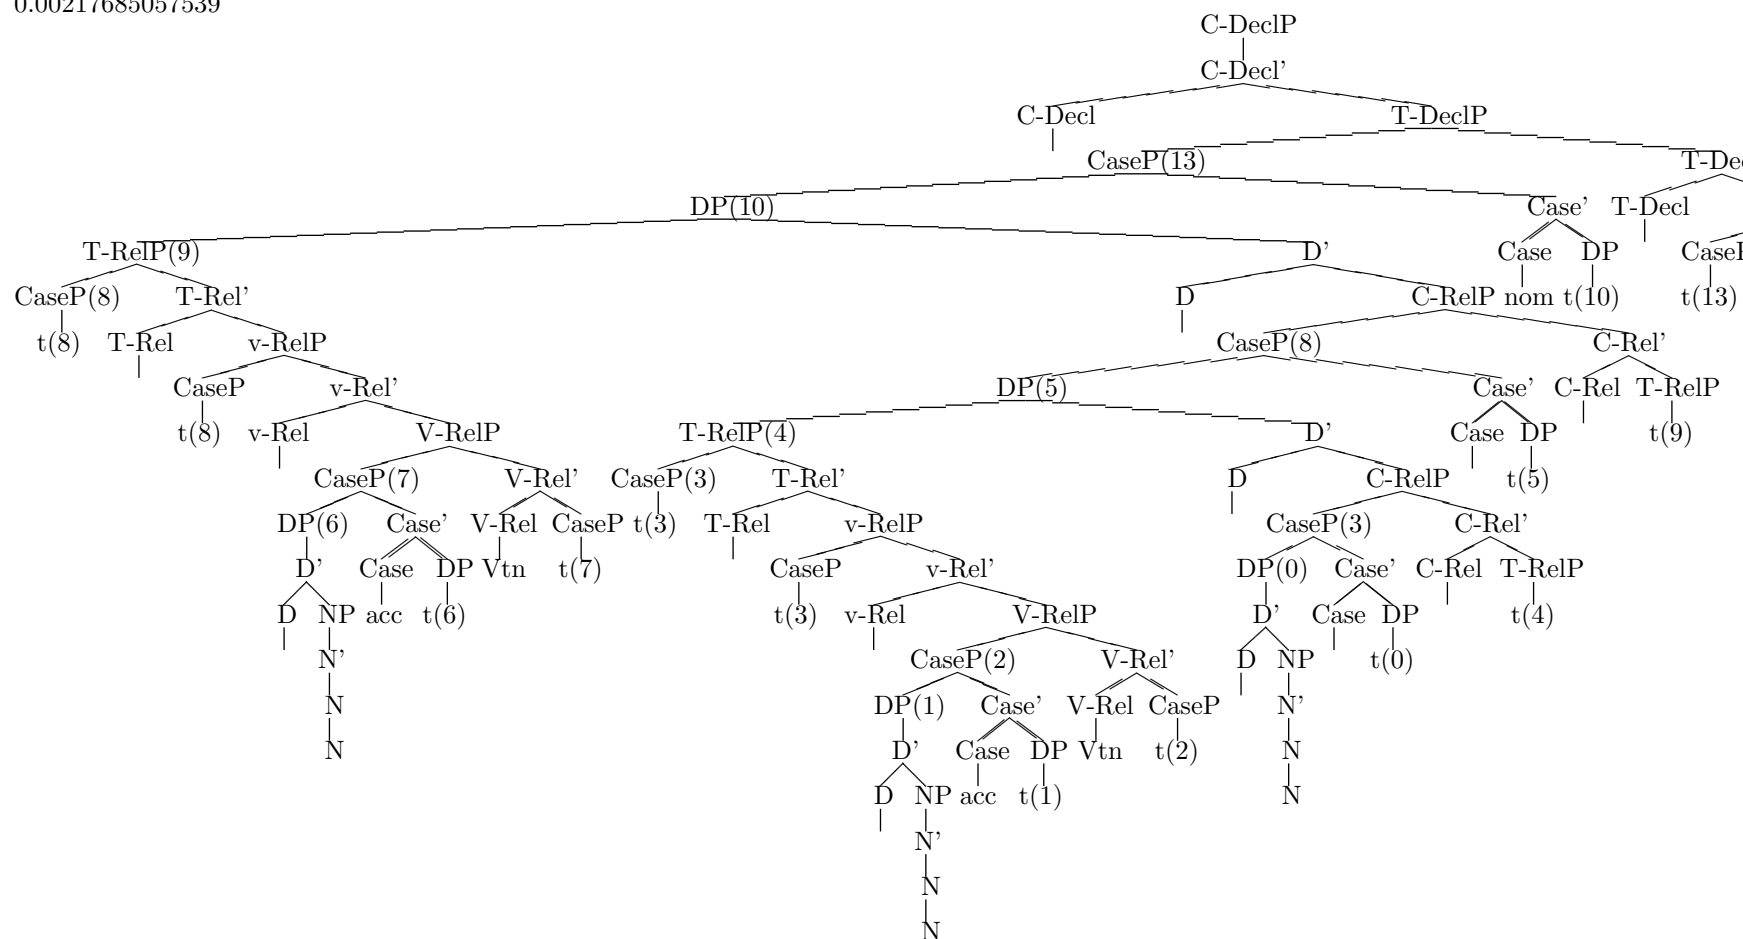 0.00217685057539
C-DeclP
C-Decl'
C-Decl T-DeclP
CaseP(13) T-Dec
DP(10) Case' T-Decl
T-RelP(9) D' Case DP CaseP
CaseP(8) T-Rel' D C-RelP nom t(10) t(13)
t(8) T-Rel v-RelP CaseP(8) C-Rel'
CaseP v-Rel' DP(5) Case' C-Rel T-RelP
t(8) v-Rel V-RelP T-RelP(4) D' Case DP t(9)
CaseP(7) V-Rel' CaseP(3) T-Rel' D C-RelP t(5)
DP(6) Case' V-Rel CaseP t(3) T-Rel v-RelP CaseP(3) C-Rel'
D' Case DP Vtn t(7) CaseP v-Rel' DP(0) Case' C-Rel T-RelP
D NP acc t(6) t(3) v-Rel V-RelP D' Case DP t(4)
N' CaseP(2) V-Rel' D NP t(0)
N DP(1) Case' V-Rel CaseP N'
N D' Case DP Vtn t(2) N
D NP acc t(1) N
N'
N
N